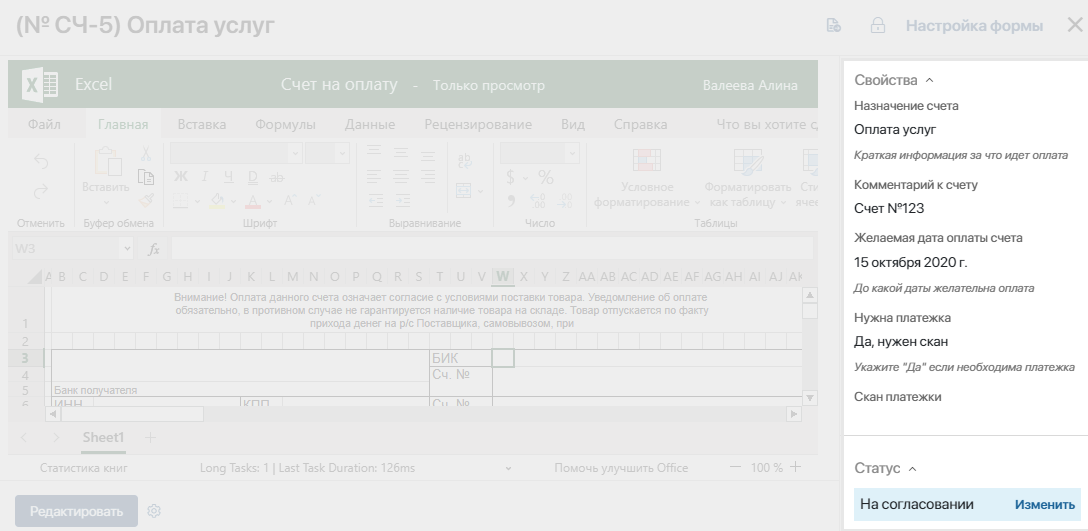 (№ СЧ-5) Оплата услуг
Настройка формы
Excel
Счет на оплату - Только просмотр
Валеева Алина
Файл Главная Вставка Формулы Данные Рецензирование Вид Справка Что вы хотите
Вставить
Ж К Ч Д ab
Условное форматирование
Форматировать как таблицу
Отменить Буфер обмена Шрифт Выравнивание Число Таблицы
W3 fx
A B C D E F G H I J K L M N O P Q R S T U V W X Y Z AA AB AC AD AE AF AG AH AI AJ
1 Внимание! Оплата данного счета означает согласие с условиями поставки товара. Уведомление об оплате
обязательно, в противном случае не гарантируется наличие товара на складе. Товар отпускается по факту
прихода денег на р/с Поставщика, самовывозом, при
2
3 БИК
4 Сч. №
5 Банк получателя
6 ИНН КПП Сч. №
Sheet1
Статистика книг Long Tasks: 1 | Last Task Duration: 126ms Помочь улучшить Office 100 %
Редактировать
Свойства
Назначение счета
Оплата услуг
Краткая информация за что идет оплата
Комментарий к счету
Счет №123
Желаемая дата оплаты счета
15 октября 2020 г.
До какой даты желательна оплата
Нужна платежка
Да, нужен скан
Укажите "Да" если необходима платежка
Скан платежки
Статус
На согласовании Изменить